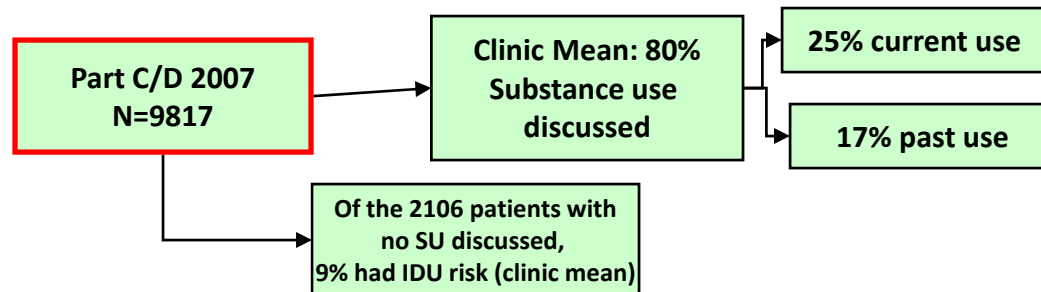 Part C/D 2007
N=9817
Clinic Mean: 80%
Substance use
discussed
25% current use
17% past use
Of the 2106 patients with
no SU discussed,
9% had IDU risk (clinic mean)